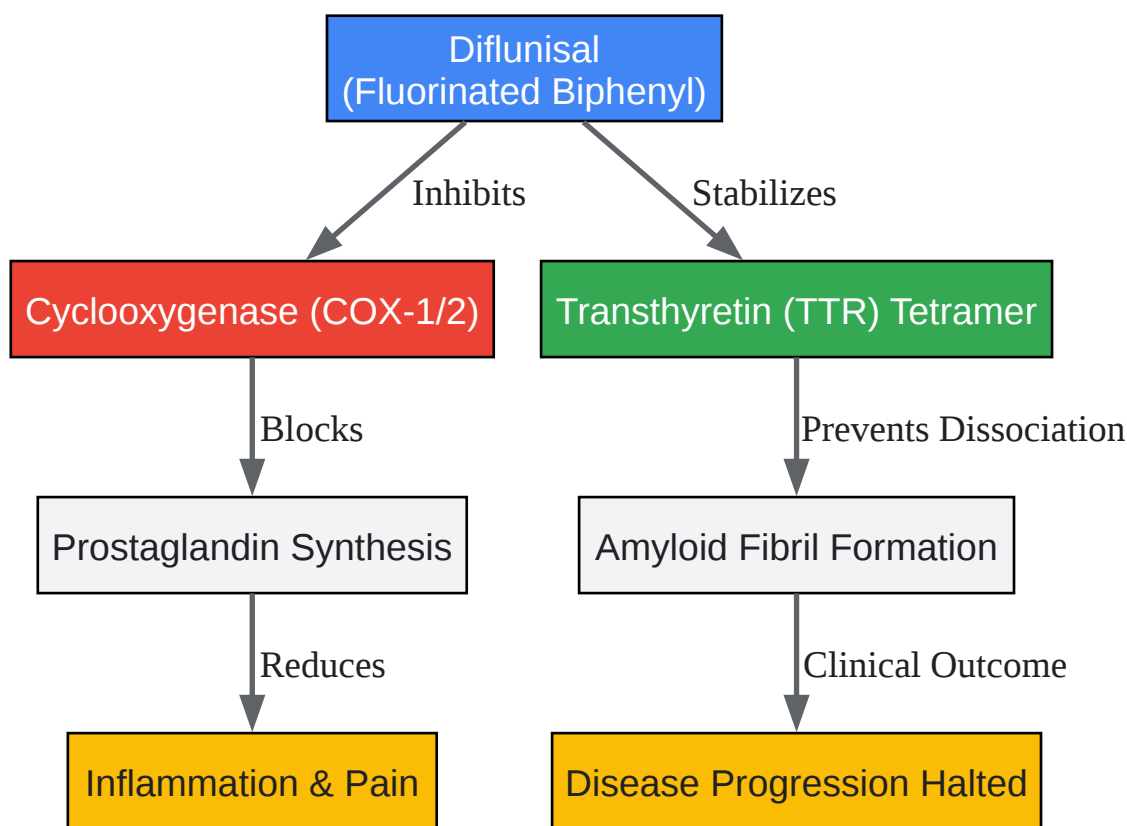 Diflunisal
(Fluorinated Biphenyl)
Inhibits
Stabilizes
Cyclooxygenase (COX-1/2)
Transthyretin (TTR) Tetramer
Blocks
Prevents Dissociation
Prostaglandin Synthesis
Amyloid Fibril Formation
Reduces
Clinical Outcome
Inflammation & Pain
Disease Progression Halted